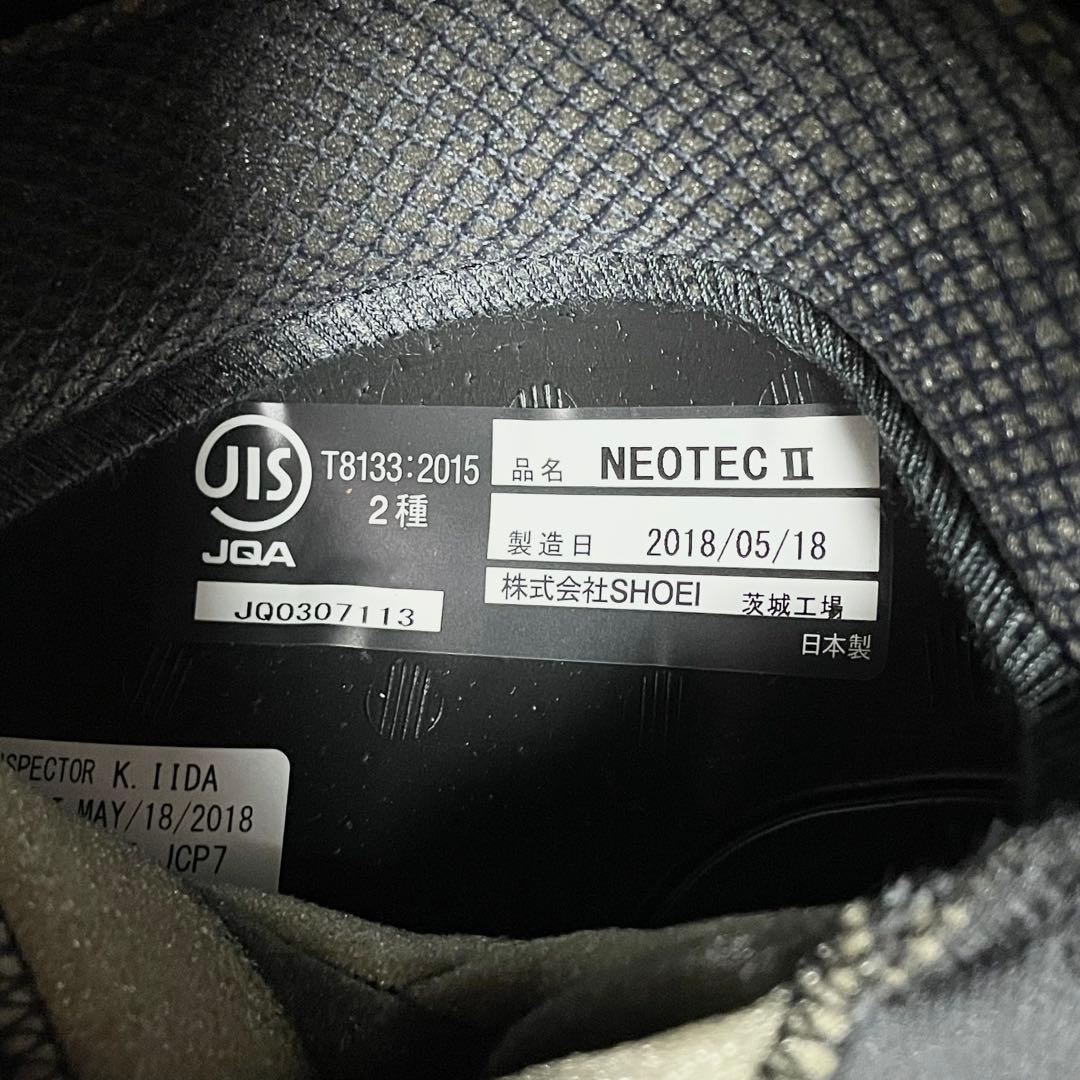 JIS
JQA
T8133:2015
2種
JQ0307113
品名 NEOTEC II
製造日 2018/05/18
株式会社SHOEI 茨城工場
日本製
K. IIDA
MAY/18/2018
JCP7